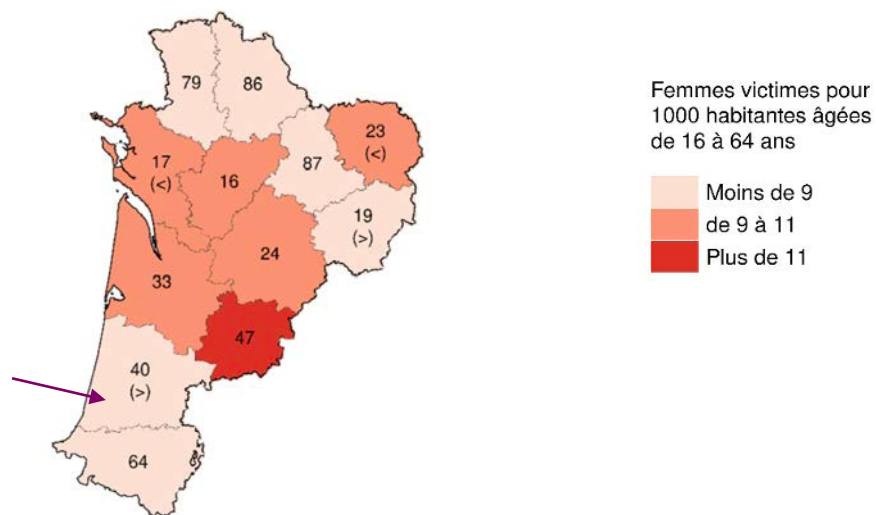 79
86
23
(<)
87
17
(<)
16
19
(>)
24
33
47
40
(>)
64
Femmes victimes pour
1000 habitantes âgées
de 16 à 64 ans
Moins de 9
de 9 à 11
Plus de 11